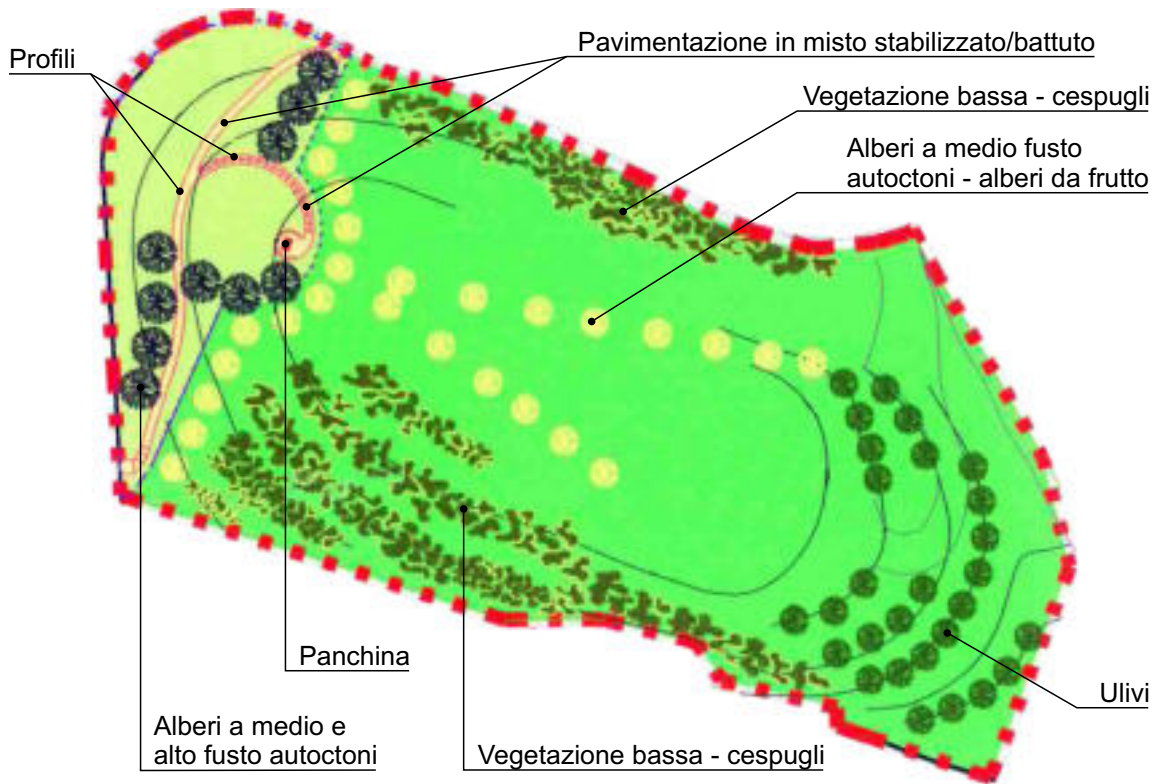 Profili
Pavimentazione in misto stabilizzato/battuto
Vegetazione bassa - cespugli
Alberi a medio fusto
autoctoni - alberi da frutto
Panchina
Ulivi
Alberi a medio e
alto fusto autoctoni
Vegetazione bassa - cespugli